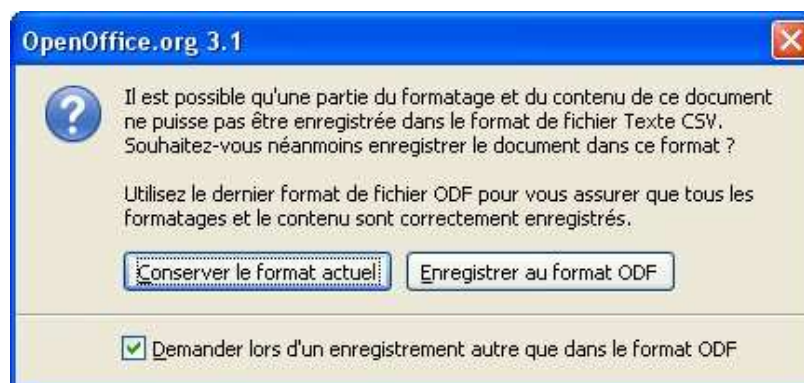 OpenOffice.org 3.1
Il est possible qu'une partie du formatage et du contenu de ce document
ne puisse pas être enregistrée dans le format de fichier Texte CSV.
Souhaitez-vous néanmoins enregistrer le document dans ce format ?
Utilisez le dernier format de fichier ODF pour vous assurer que tous les
formatages et le contenu sont correctement enregistrés.
Conserver le format actuel Enregistrer au format ODF
Demander lors d'un enregistrement autre que dans le format ODF